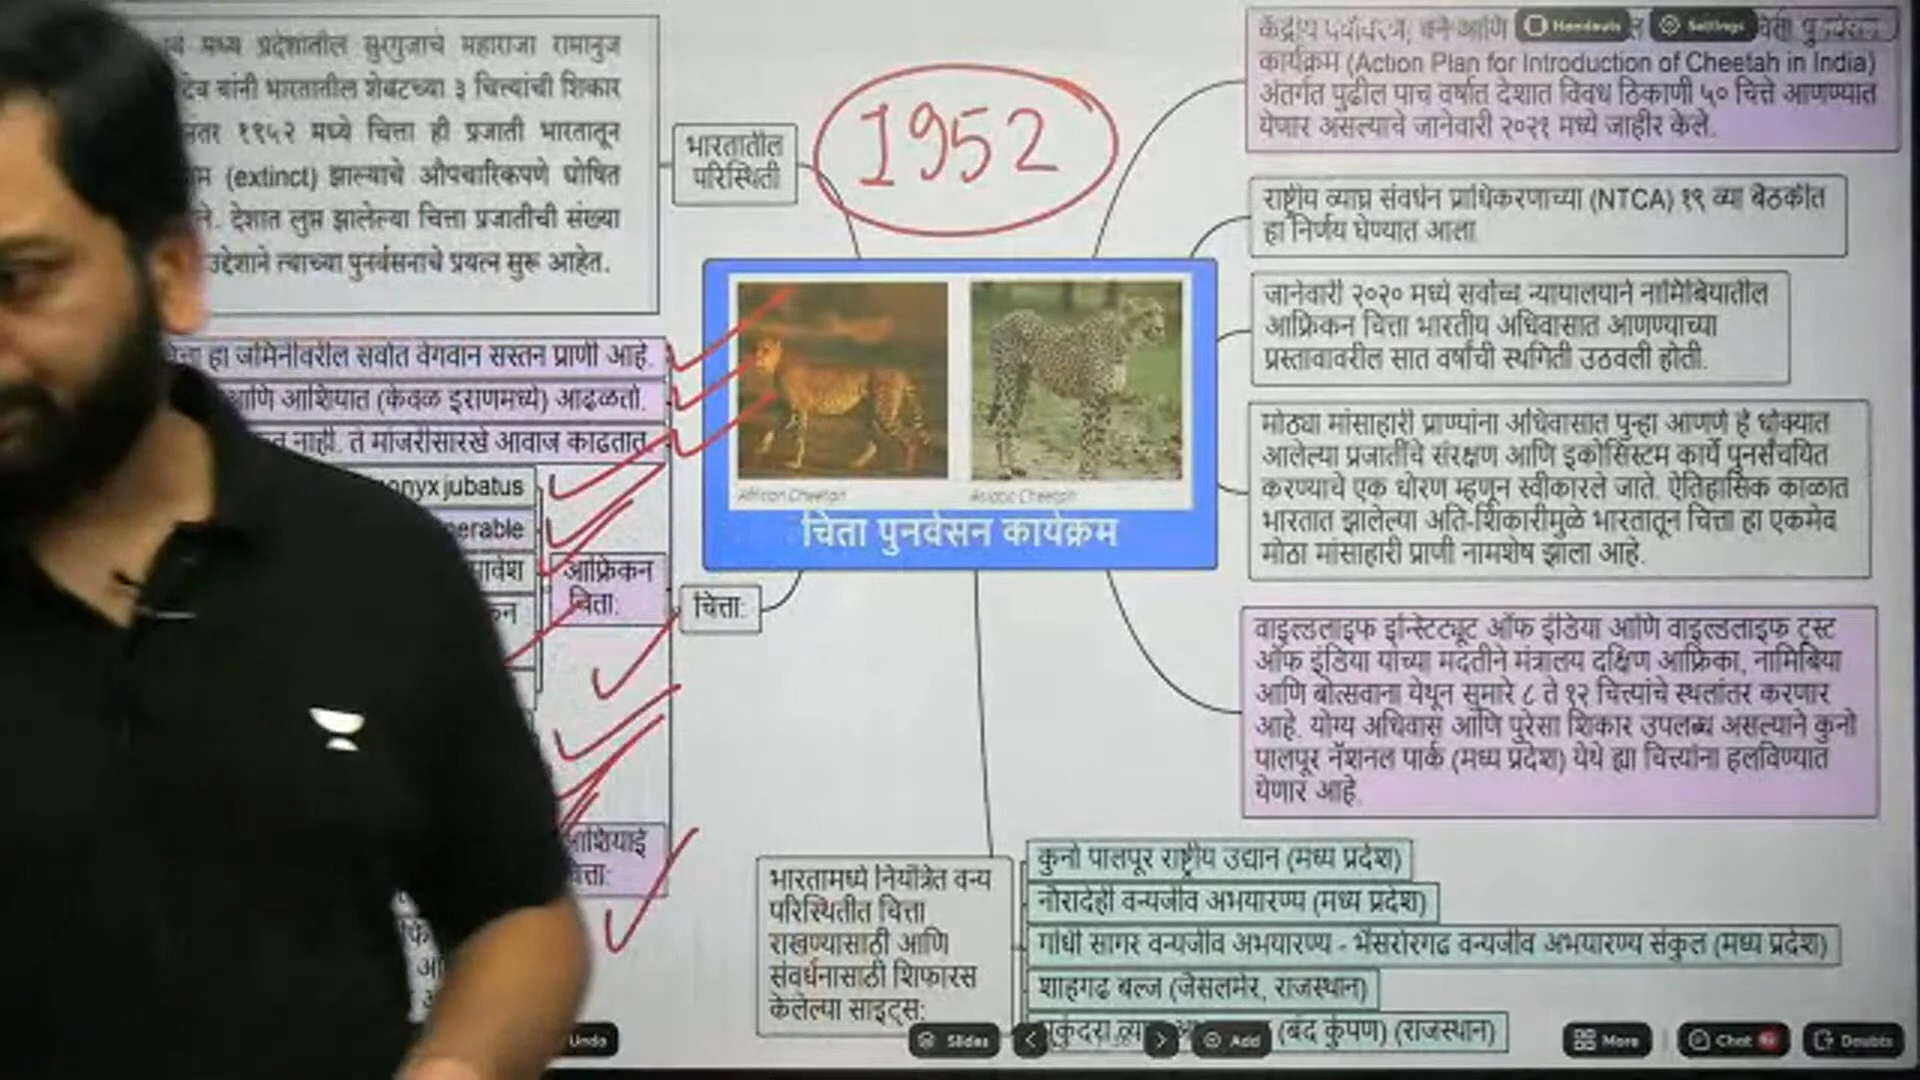 मध्य प्रदेशातील सुरगुजाचे महाराजा रामानुज
देव यांनी भारतातील शेवटच्या ३ चित्त्यांची शिकार
१९५२ मध्ये चित्ता ही प्रजाती भारतातून
(extinct) झाल्याचे औपचारिकपणे घोषित
देशात लुप्त झालेल्या चित्ता प्रजातीची संख्या
उद्देशाने त्याच्या पुनर्वसनाचे प्रयत्न सुरू आहेत.
भारतातील
परिस्थिती
1952
हा जमिनीवरील सर्वात वेगवान सस्तन प्राणी आहे.
आणि आशियात (केवळ इराणमध्ये) आढळतो.
नाही. ते मांजरीसारखे आवाज काढतात
jubatus
आफ्रिकन
चित्ता:
चित्ता:
African Cheetah
Asiatic Cheetah
चित्ता पुनर्वसन कार्यक्रम
केंद्रीय पर्यावरण, वने आणि
Handouts
Settings
कार्यक्रम (Action Plan for Introduction of Cheetah in India)
अंतर्गत पुढील पाच वर्षात देशात विविध ठिकाणी ५० चित्ते आणण्यात
येणार असल्याचे जानेवारी २०२१ मध्ये जाहीर केले.
राष्ट्रीय व्याघ्र संवर्धन प्राधिकरणाच्या (NTCA) १९ व्या बैठकीत
हा निर्णय घेण्यात आला
जानेवारी २०२० मध्ये सर्वोच्च न्यायालयाने नामिबियातील
आफ्रिकन चित्ता भारतीय अधिवासात आणण्याच्या
प्रस्तावावरील सात वर्षांची स्थगिती उठवली होती.
मोठ्या मांसाहारी प्राण्यांना अधिवासात पुन्हा आणणे हे धोक्यात
आलेल्या प्रजातींचे संरक्षण आणि इकोसिस्टम कार्ये पुनर्संचयित
करण्याचे एक धोरण म्हणून स्वीकारले जाते. ऐतिहासिक काळात
भारतात झालेल्या अति-शिकारीमुळे भारतातून चित्ता हा एकमेव
मोठा मांसाहारी प्राणी नामशेष झाला आहे.
वाइल्डलाइफ इन्स्टिट्यूट ऑफ इंडिया आणि वाइल्डलाइफ ट्रस्ट
ऑफ इंडिया यांच्या मदतीने मंत्रालय दक्षिण आफ्रिका, नामिबिया
आणि बोत्सवाना येथून सुमारे ८ ते १२ चित्त्यांचे स्थलांतर करणार
आहे. योग्य अधिवास आणि पुरेसा शिकार उपलब्ध असल्याने कुनो
पालपूर नॅशनल पार्क (मध्य प्रदेश) येथे ह्या चित्त्यांना हलविण्यात
येणार आहे.
आशियाई
चित्ता:
भारतामध्ये नियंत्रित वन्य
परिस्थितीत चित्ता
राखण्यासाठी आणि
संवर्धनासाठी शिफारस
केलेल्या साइट्स:
कुनो पालपूर राष्ट्रीय उद्यान (मध्य प्रदेश)
नौरादेही वन्यजीव अभयारण्य (मध्य प्रदेश)
गांधी सागर वन्यजीव अभयारण्य - भैंसरोरगढ वन्यजीव अभयारण्य संकुल (मध्य प्रदेश)
शाहगढ बल्ज (जेसलमेर, राजस्थान)
(बंद कुंपण) (राजस्थान)
Undo
Slides
Add
More
Chat
Doubts